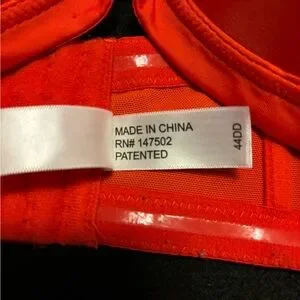 MADE IN CHINA
RN# 147502
PATENTED
44DD